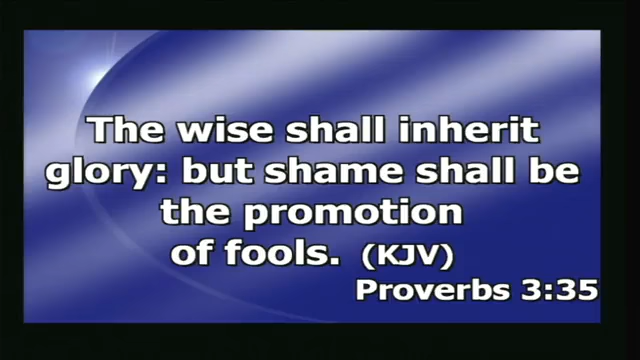 The wise shall inherit
glory: but shame shall be
the promotion
of fools. (KJV)
Proverbs 3:35